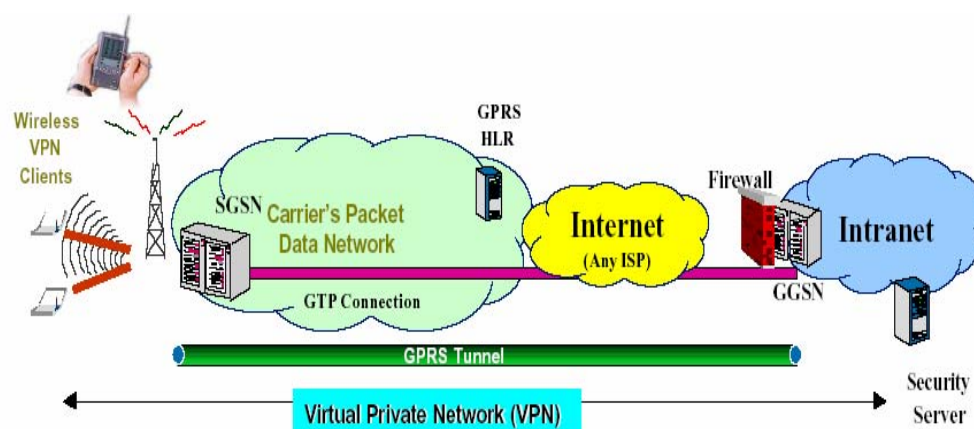 Wireless
VPN
Clients
SGSN
Carrier's Packet
Data Network
GTP Connection
GPRS
HLR
Internet
(Any ISP)
Firewall
GGSN
Intranet
GPRS Tunnel
Virtual Private Network (VPN)
Security
Server